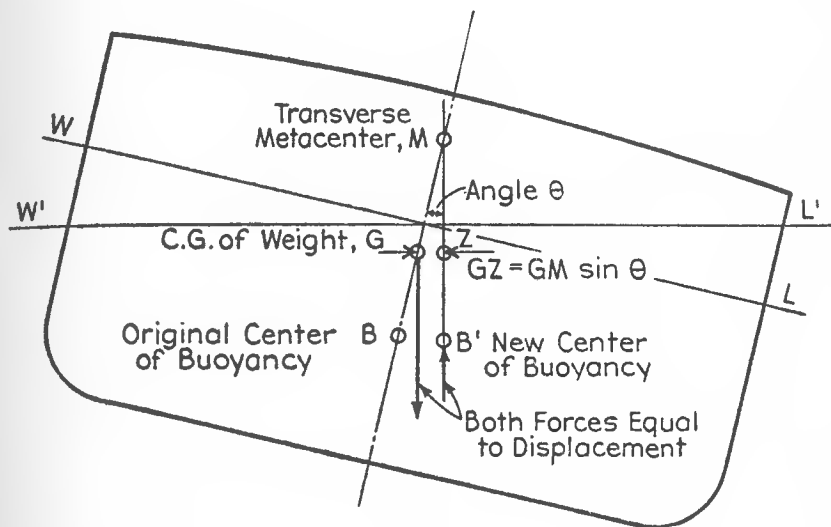 Transverse
Metacenter, M
W
Angle θ
W'
L'
C.G. of Weight, G
Z
GZ = GM sin θ
L
Original Center
of Buoyancy
B
B' New Center
of Buoyancy
Both Forces Equal
to Displacement